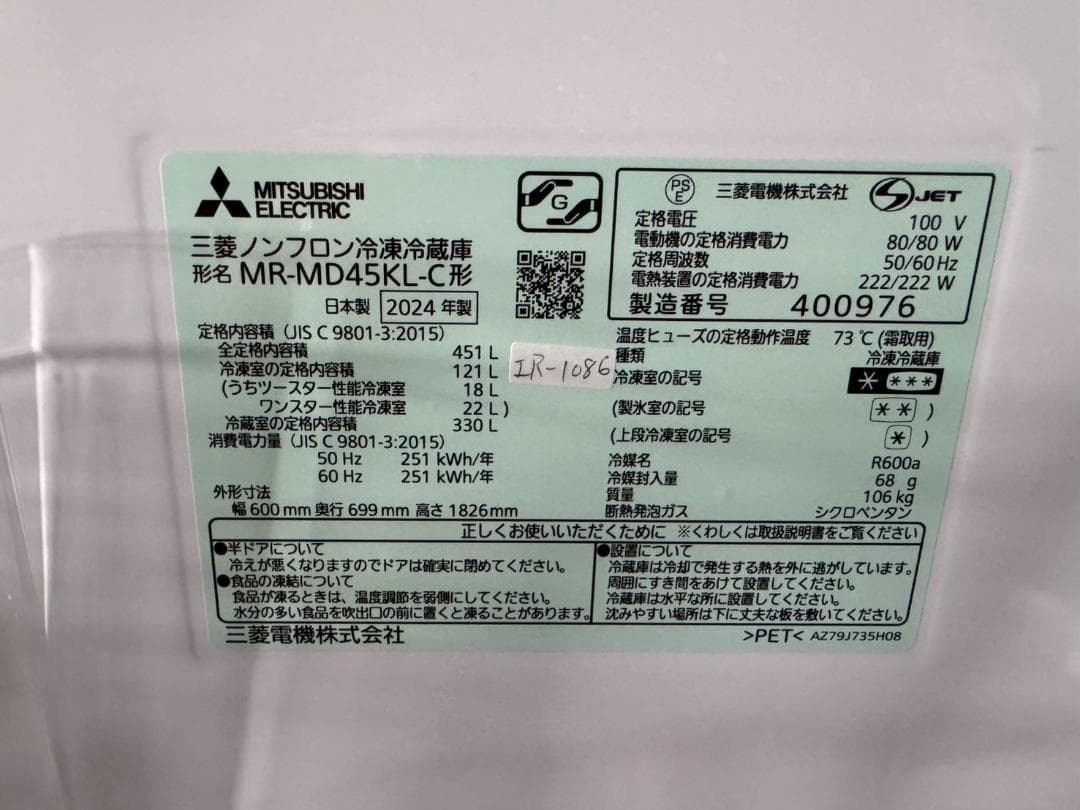 MITSUBISHI
ELECTRIC
G
三菱ノンフロン冷凍冷蔵庫
形名 MR-MD45KL-C形
日本製 2024 年製
PS
E
三菱電機株式会社 S JET
定格電圧 100 V
電動機の定格消費電力 80/80 W
定格周波数 50/60 Hz
電熱装置の定格消費電力 222/222 W
製造番号 400976
定格内容積 (JIS C 9801-3:2015)
全定格内容積 451 L
冷凍室の定格内容積 121 L
(うちツースター性能冷凍室 18 L
ワンスター性能冷凍室 22 L)
冷蔵室の定格内容積 330 L
消費電力量 (JIS C 9801-3:2015)
50 Hz 251 kWh/年
60 Hz 251 kWh/年
外形寸法
幅 600 mm 奥行 699 mm 高さ 1826 mm
IR-1086
温度ヒューズの定格動作温度 73 ℃ (霜取用)
種類 冷凍冷蔵庫
冷凍室の記号 * ***
(製氷室の記号 ** )
(上段冷凍室の記号 * )
冷媒名 R600a
冷媒封入量 68 g
質量 106 kg
断熱発泡ガス シクロペンタン
正しくお使いいただくために ※くわしくは取扱説明書をご覧ください
●半ドアについて
冷えが悪くなりますのでドアは確実に閉めてください。
●食品の凍結について
食品が凍るときは、温度調節を弱側にしてください。
水分の多い食品を吹出口の前に置くと凍ることがあります。
●設置について
冷蔵庫は冷却で発生する熱を外に逃がしています。
周囲にすき間をあけて設置してください。
冷蔵庫は水平な所に設置してください。
沈みやすい場所は下に丈夫な板を敷いてください。
三菱電機株式会社
>PET< AZ79J735H08